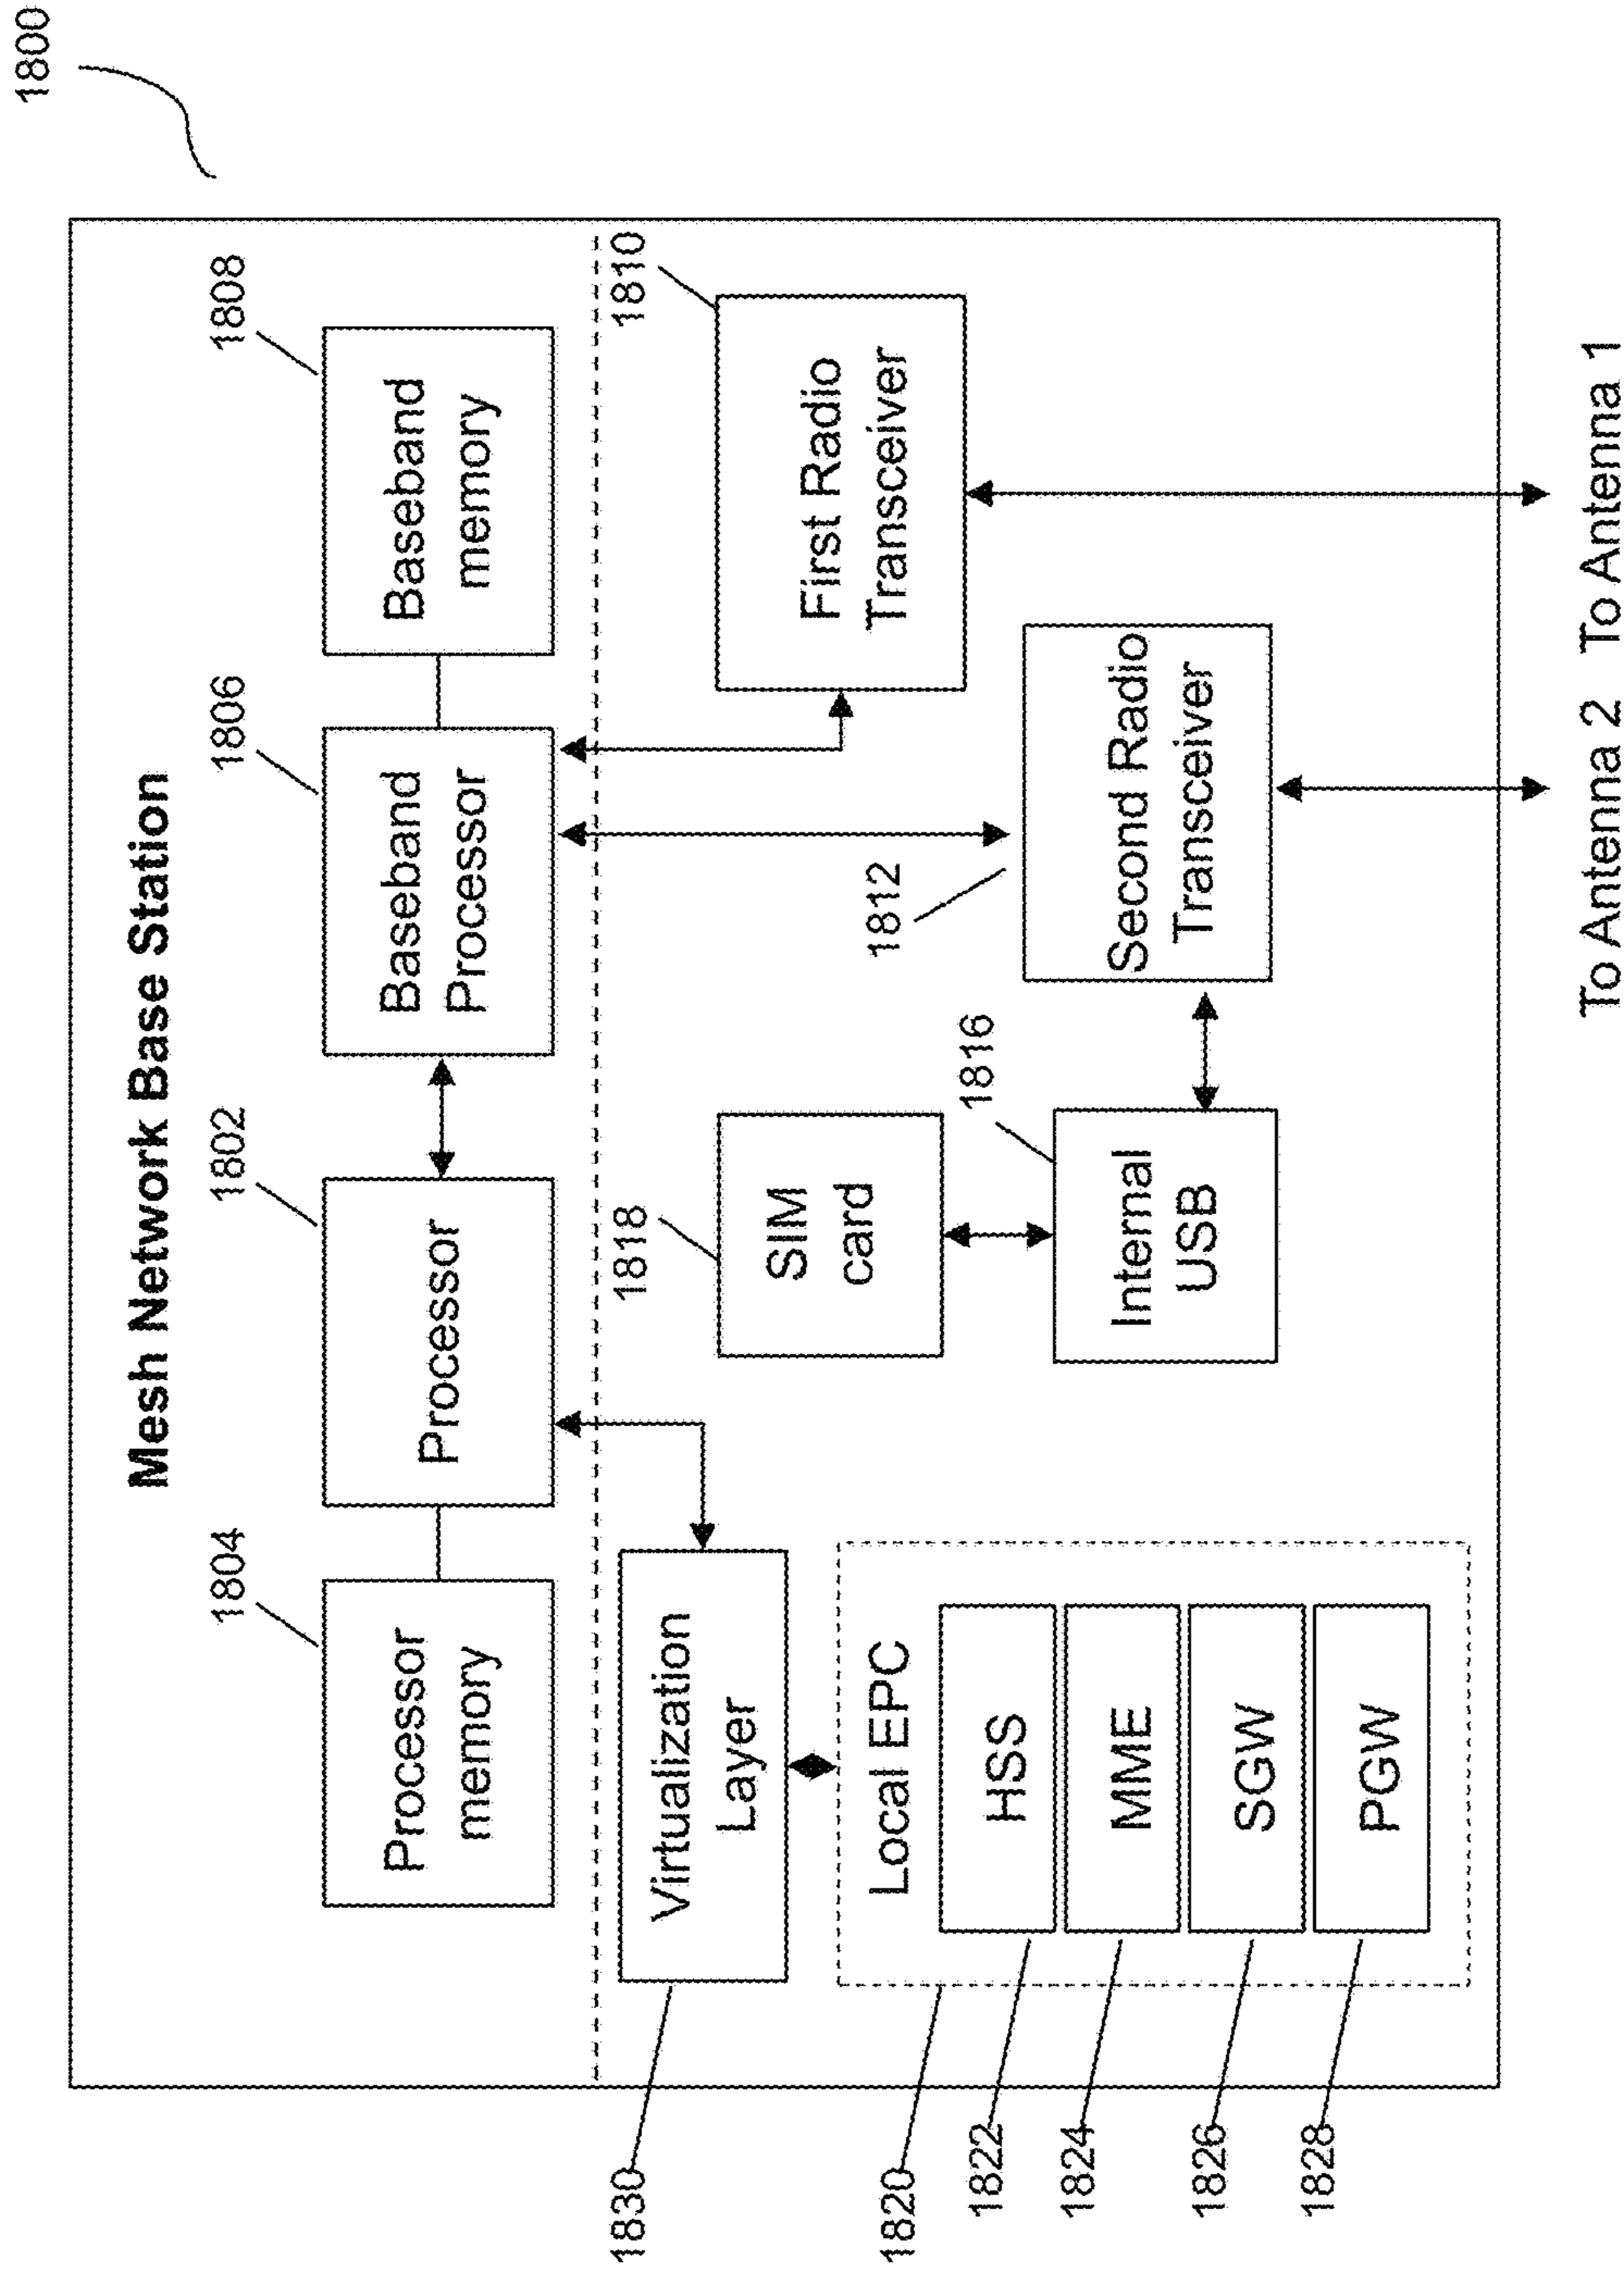 1800
Mesh Network Base Station
1804
1802
1806
1808
Processor
memory
Processor
Baseband
Processor
Baseband
memory
1830
Virtualization
Layer
1818
SIM
card
1810
First Radio
Transceiver
1820
Local EPC
1822
HSS
1824
MME
1826
SGW
1828
PGW
1816
Internal
USB
1812
Second Radio
Transceiver
To Antenna 2
To Antenna 1